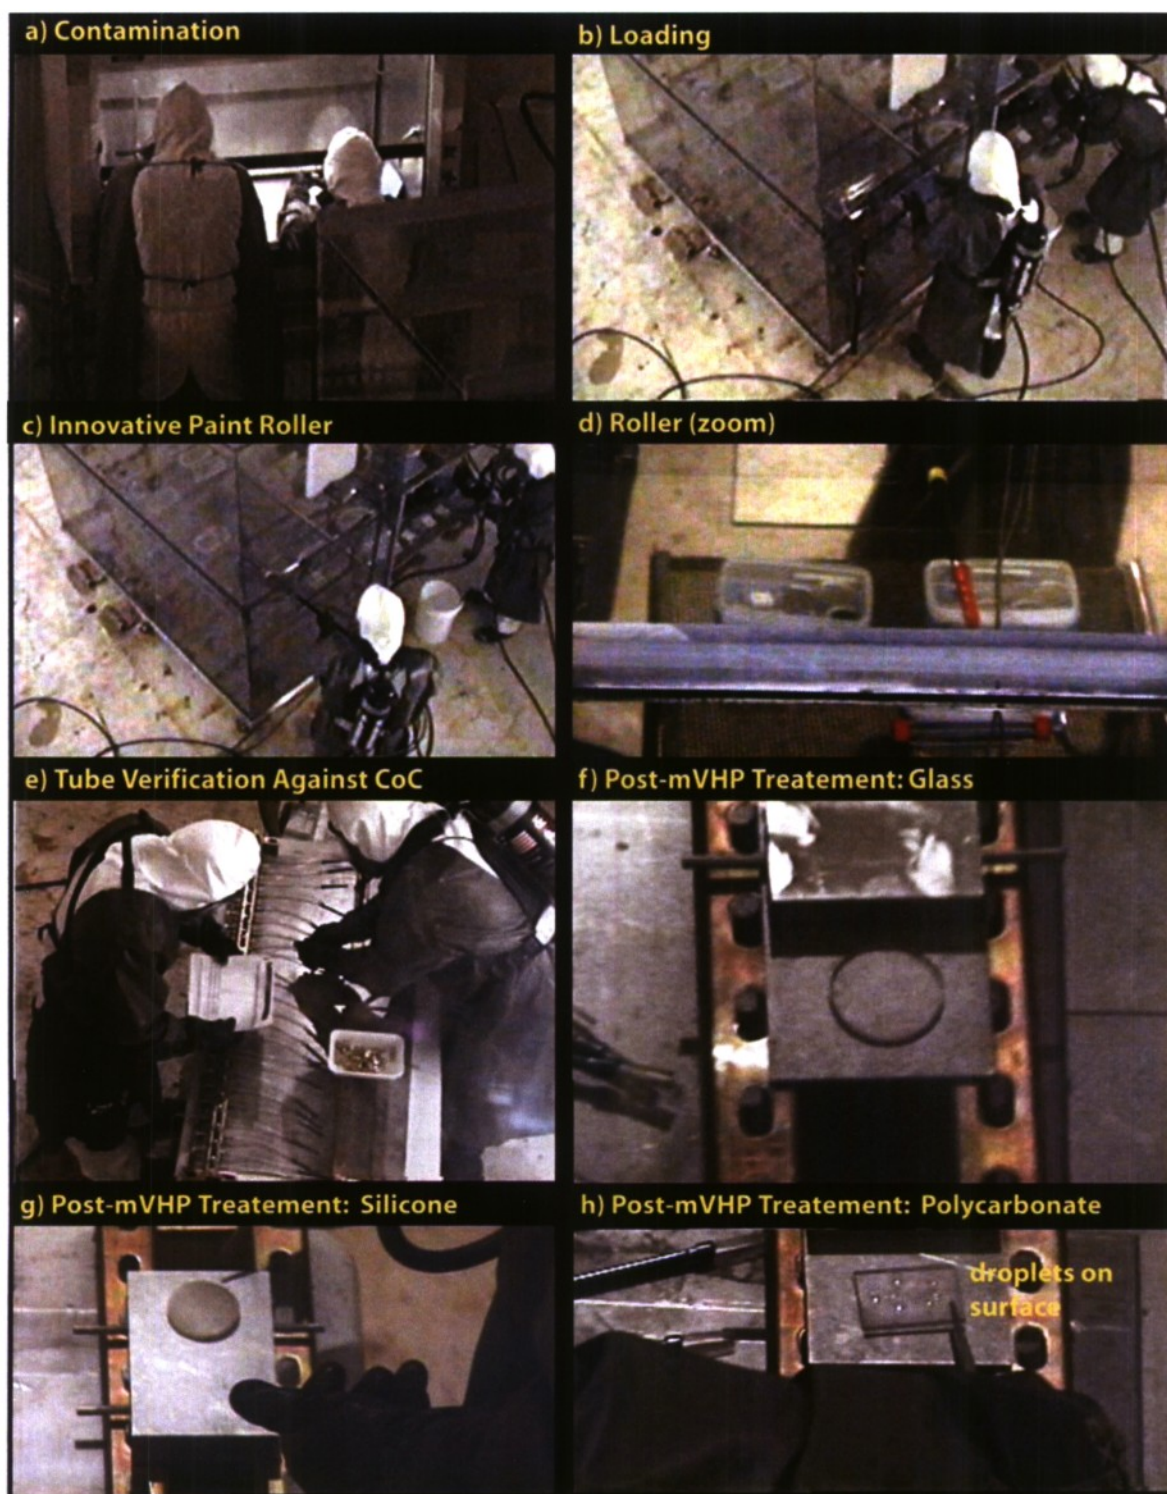 a) Contamination
b) Loading
c) Innovative Paint Roller
d) Roller (zoom)
e) Tube Verification Against CoC
f) Post-mVHP Treatement: Glass
g) Post-mVHP Treatement: Silicone
h) Post-mVHP Treatement: Polycarbonate
droplets on
surface